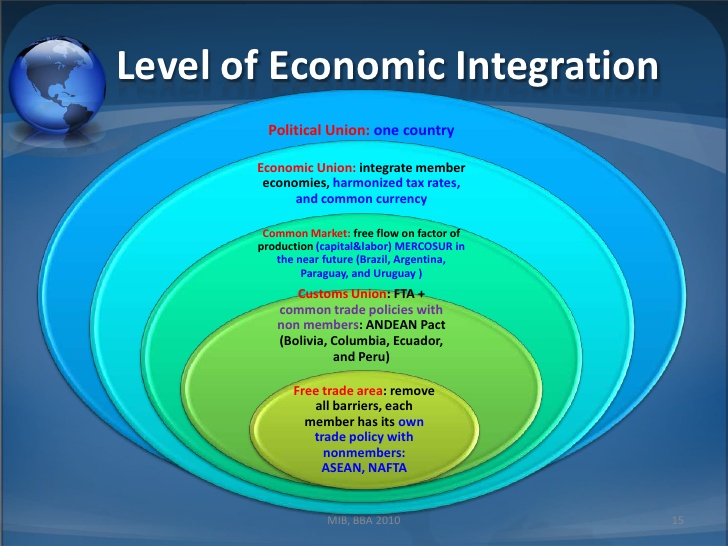 Level of Economic Integration
Political Union: one country
Economic Union: integrate member
economies, harmonized tax rates,
and common currency
Common Market: free flow on factor of
production (capital&labor) MERCOSUR in
the near future (Brazil, Argentina,
Paraguay, and Uruguay )
Customs Union: FTA +
common trade policies with
non members: ANDEAN Pact
(Bolivia, Columbia, Ecuador,
and Peru)
Free trade area: remove
all barriers, each
member has its own
trade policy with
nonmembers:
ASEAN, NAFTA
MIB, BBA 2010
15